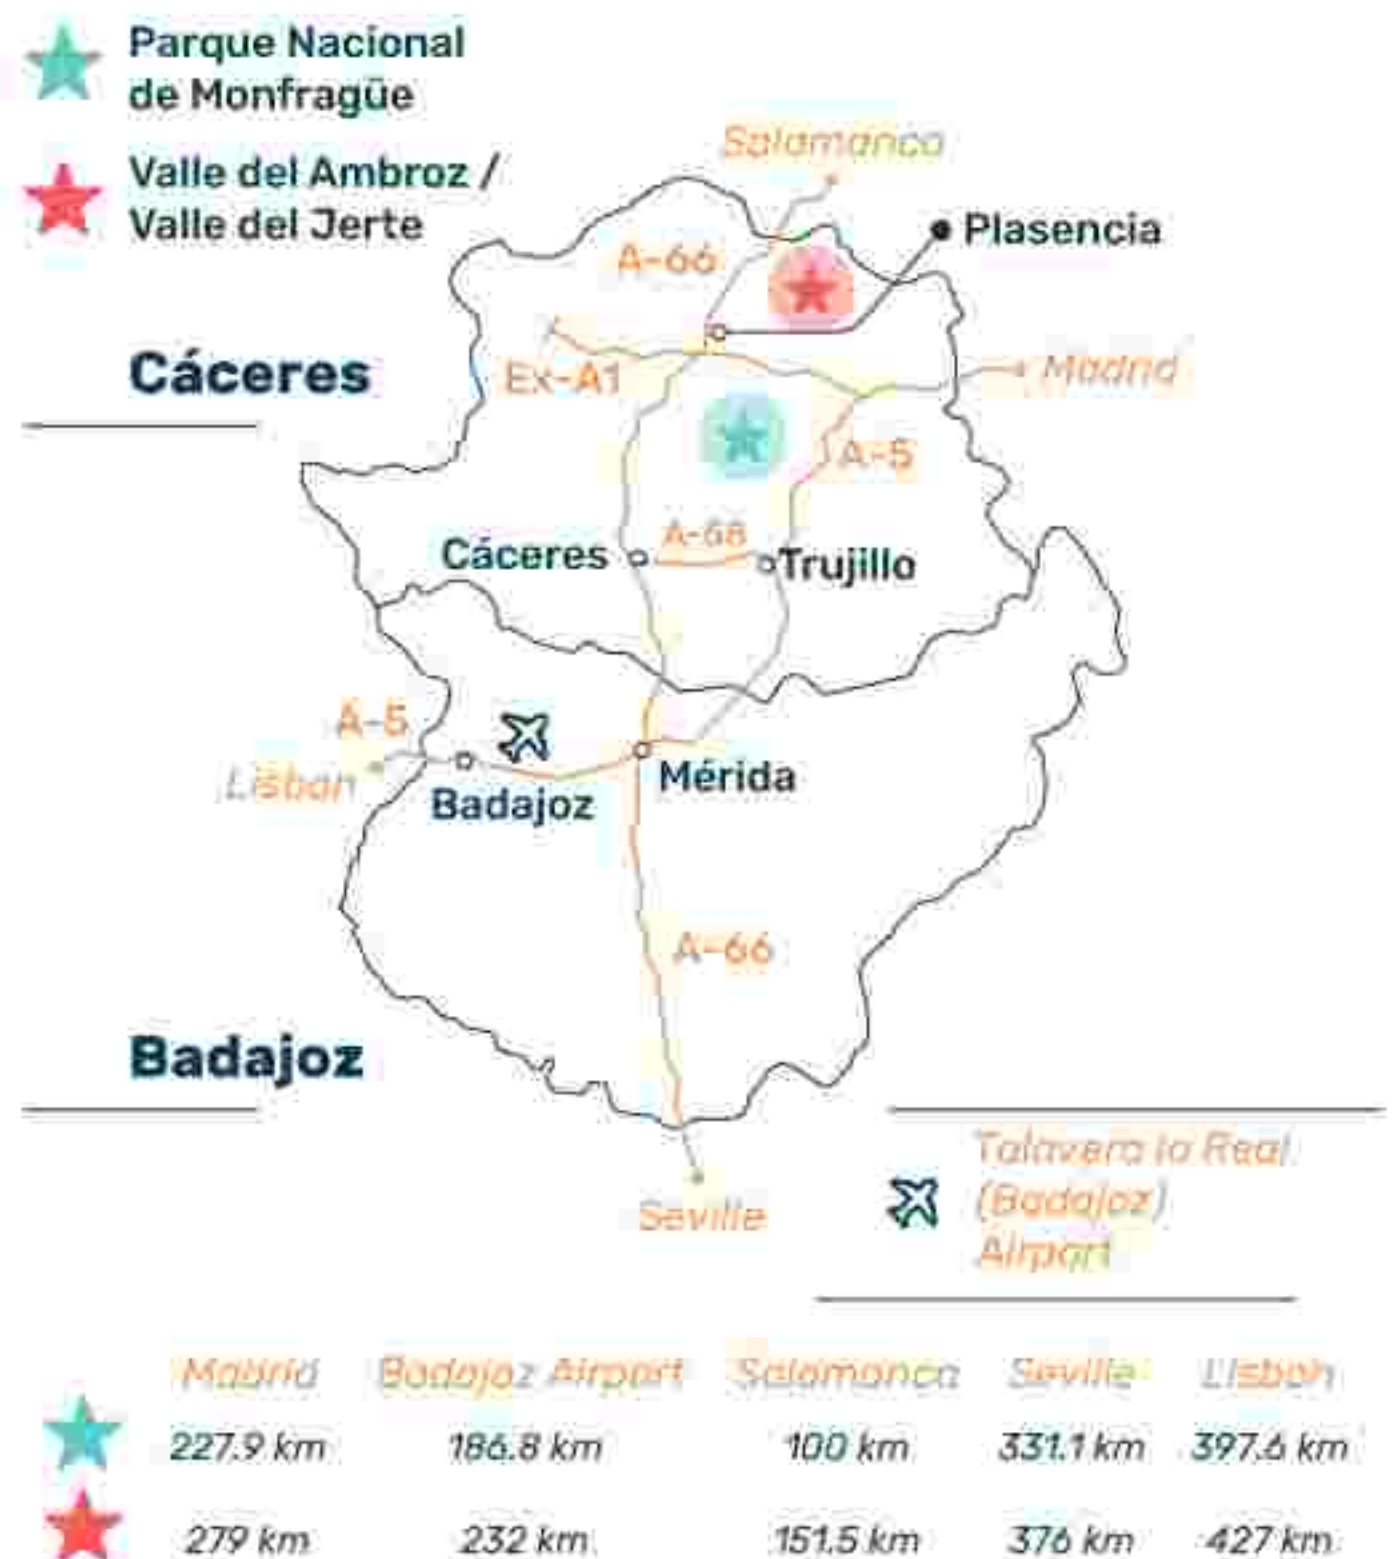 Parque Nacional
de Monfragüe
Valle del Ambroz /
Valle del Jerte
Salamanca
Plasencia
A-66
Cáceres
Ex-A1
Madrid
A-5
A-68
Cáceres
Trujillo
A-5
Lisbon
Badajoz
Mérida
A-66
Badajoz
Seville
Talavera la Real
(Badajoz)
Airport
Madrid Badajoz Airport Salamanca Seville Lisbon
227.9 km 186.8 km 100 km 331.1 km 397.6 km
279 km 232 km 151.5 km 376 km 427 km